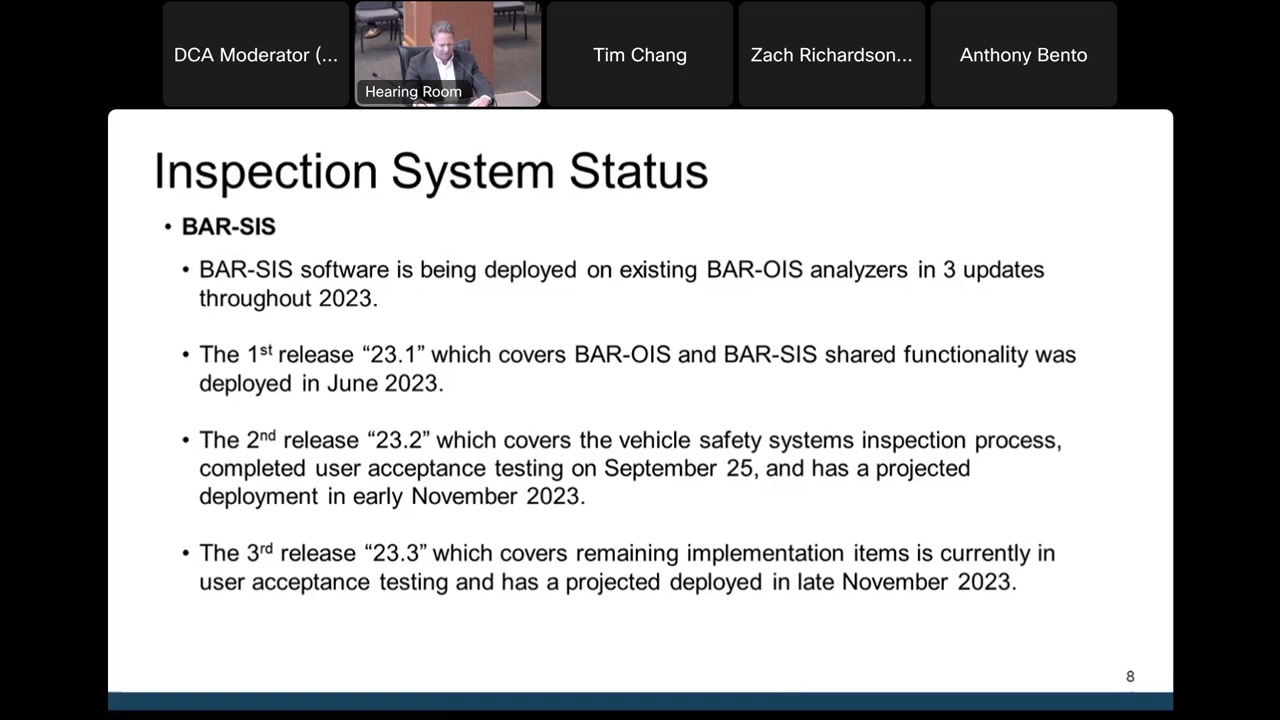 DCA Moderator (...
Hearing Room
Tim Chang
Zach Richardson...
Anthony Bento
Inspection System Status
• BAR-SIS
• BAR-SIS software is being deployed on existing BAR-OIS analyzers in 3 updates
throughout 2023.
• The 1st release “23.1” which covers BAR-OIS and BAR-SIS shared functionality was
deployed in June 2023.
• The 2nd release “23.2” which covers the vehicle safety systems inspection process,
completed user acceptance testing on September 25, and has a projected
deployment in early November 2023.
• The 3rd release “23.3” which covers remaining implementation items is currently in
user acceptance testing and has a projected deployed in late November 2023.
8